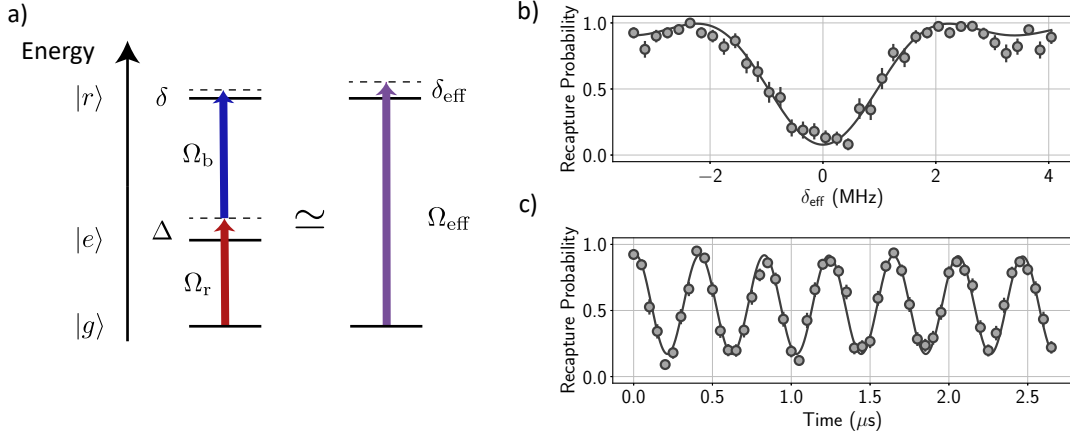 a)
Energy
|r⟩
δ
Ω_b
|e⟩
Δ
Ω_r
|g⟩
≃
δ_eff
Ω_eff
b)
Recapture Probability
1.0
0.5
0.0
−2
0
2
4
δ_eff (MHz)
c)
Recapture Probability
1.0
0.5
0.0
0.0
0.5
1.0
1.5
2.0
2.5
Time (μs)